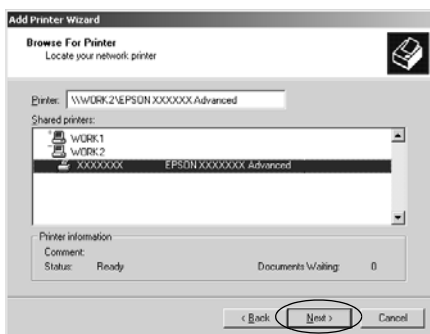 Add Printer Wizard
Browse For Printer
Locate your network printer
Printer: \\WORK2\EPSON XXXXXX Advanced
Shared printers:
WORK1
WORK2
XXXXXXX EPSON XXXXXXX Advanced
Printer information
Comment:
Status: Ready Documents Waiting: 0
< Back Next > Cancel